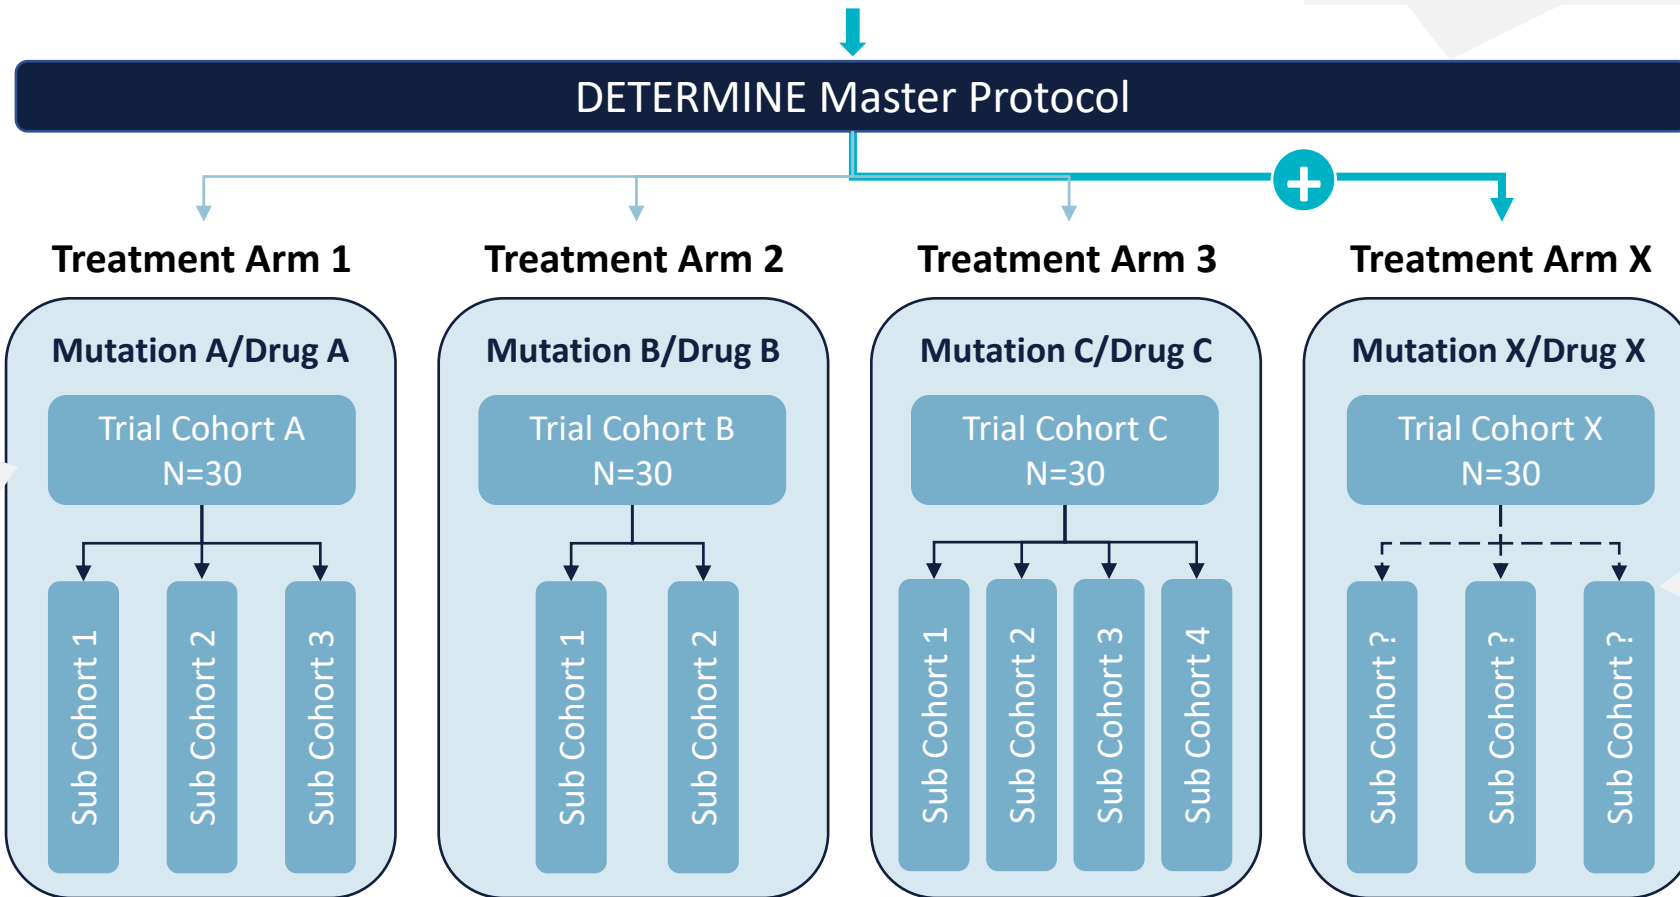 DETERMINE Master Protocol
+
Treatment Arm 1
Treatment Arm 2
Treatment Arm 3
Treatment Arm X
Mutation A/Drug A
Trial Cohort A
N=30
Sub Cohort 1
Sub Cohort 2
Sub Cohort 3
Mutation B/Drug B
Trial Cohort B
N=30
Sub Cohort 1
Sub Cohort 2
Mutation C/Drug C
Trial Cohort C
N=30
Sub Cohort 1
Sub Cohort 2
Sub Cohort 3
Sub Cohort 4
Mutation X/Drug X
Trial Cohort X
N=30
Sub Cohort ?
Sub Cohort ?
Sub Cohort ?